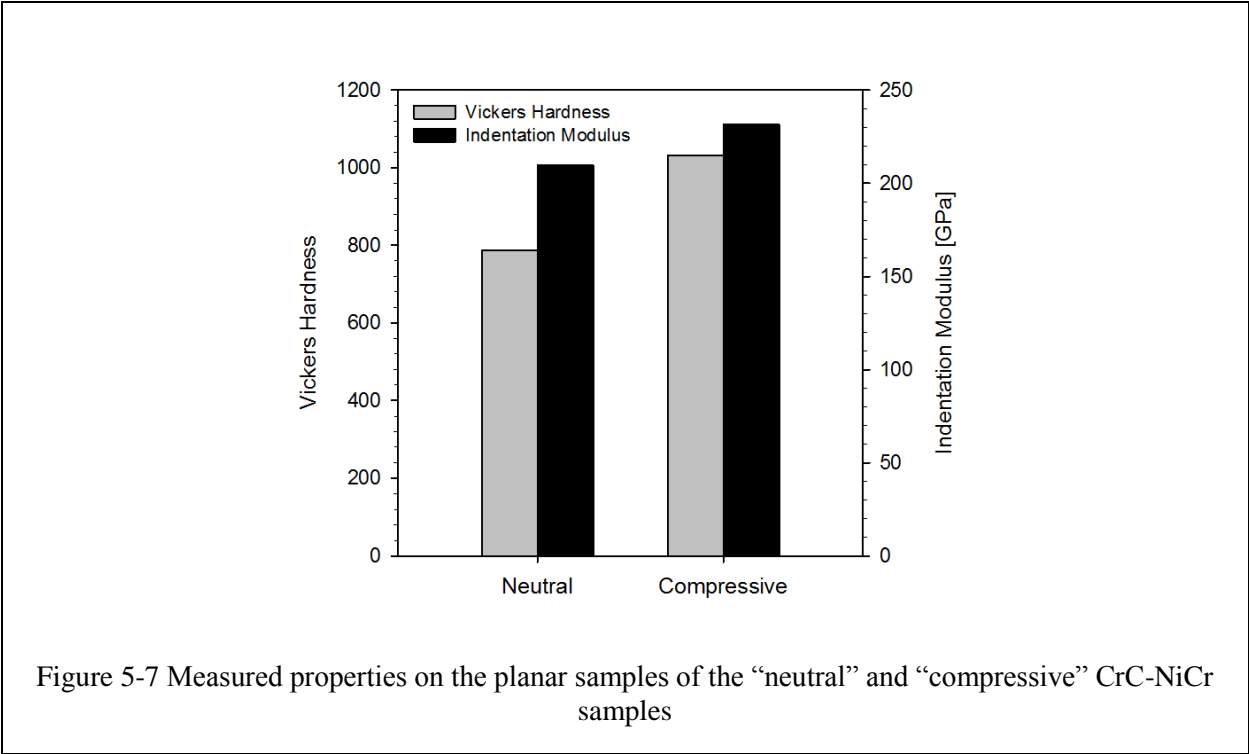 1200
1000
800
600
400
200
0
Vickers Hardness
Vickers Hardness
Indentation Modulus
250
200
150
100
50
0
Indentation Modulus [GPa]
Neutral
Compressive
Figure 5-7 Measured properties on the planar samples of the “neutral” and “compressive” CrC-NiCr
samples